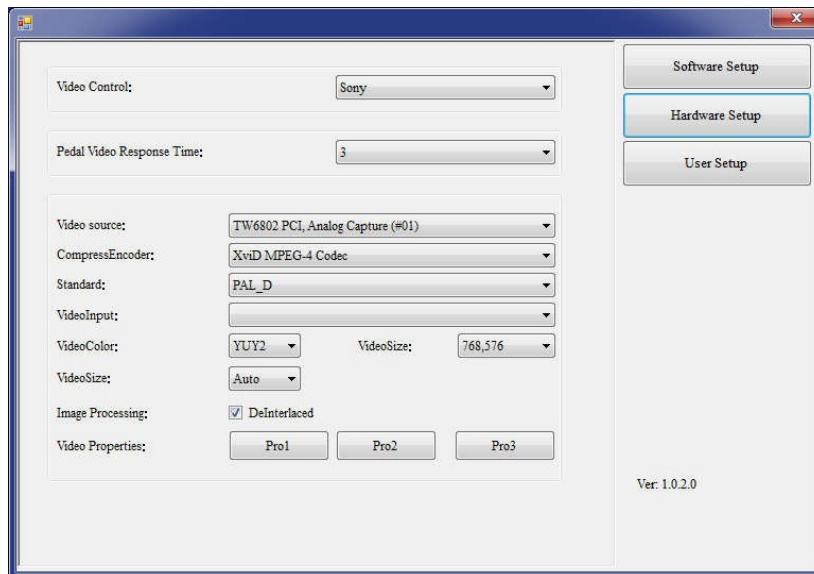 Video Control:
Sony
Pedal Video Response Time:
3
Video source:
TW6802 PCI, Analog Capture (#01)
CompressEncoder:
XviD MPEG-4 Codec
Standard:
PAL_D
VideoInput:
VideoColor:
YUY2
VideoSize:
768,576
VideoSize:
Auto
Image Processing:
DeInterlaced
Video Properties:
Pro1
Pro2
Pro3
Software Setup
Hardware Setup
User Setup
Ver: 1.0.2.0